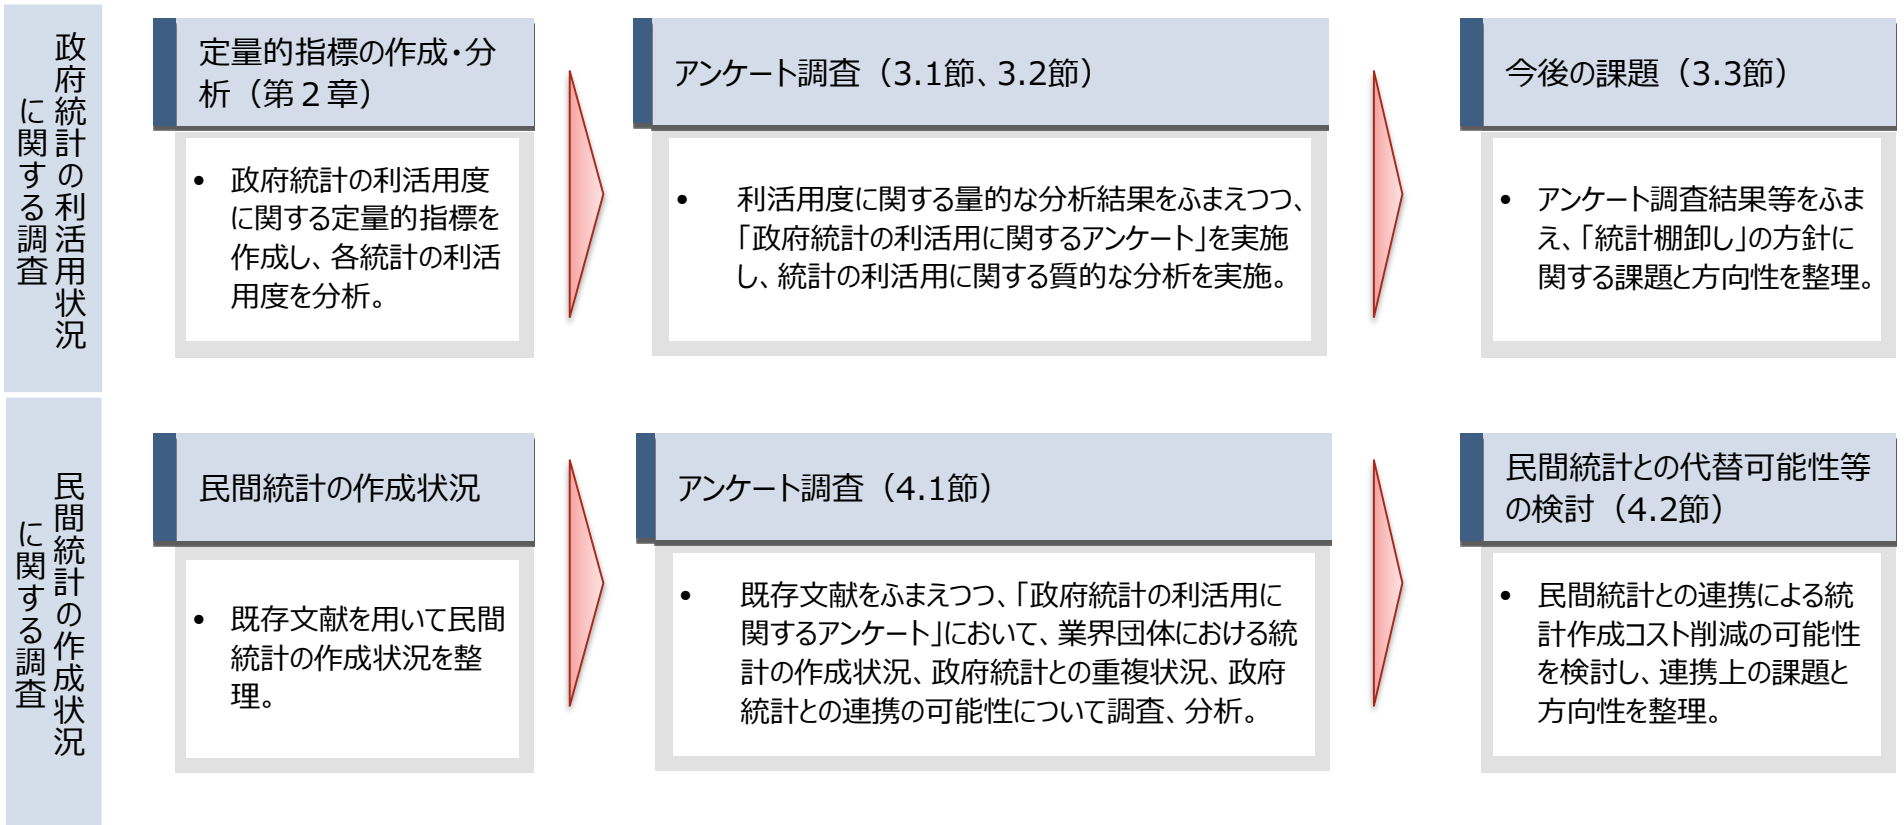 政府統計の利活用状況
に関する調査
定量的指標の作成・分
析（第２章）
• 政府統計の利活用度
に関する定量的指標を
作成し、各統計の利活
用度を分析。
アンケート調査（3.1節、3.2節）
• 利活用度に関する量的な分析結果をふまえつつ、
「政府統計の利活用に関するアンケート」を実施
し、統計の利活用に関する質的な分析を実施。
今後の課題（3.3節）
• アンケート調査結果等をふま
え、「統計棚卸し」の方針に
関する課題と方向性を整理。
民間統計の作成状況
に関する調査
民間統計の作成状況
• 既存文献を用いて民間
統計の作成状況を整
理。
アンケート調査（4.1節）
• 既存文献をふまえつつ、「政府統計の利活用に
関するアンケート」において、業界団体における統
計の作成状況、政府統計との重複状況、政府
統計との連携の可能性について調査、分析。
民間統計との代替可能性等
の検討（4.2節）
• 民間統計との連携による統
計作成コスト削減の可能性
を検討し、連携上の課題と
方向性を整理。